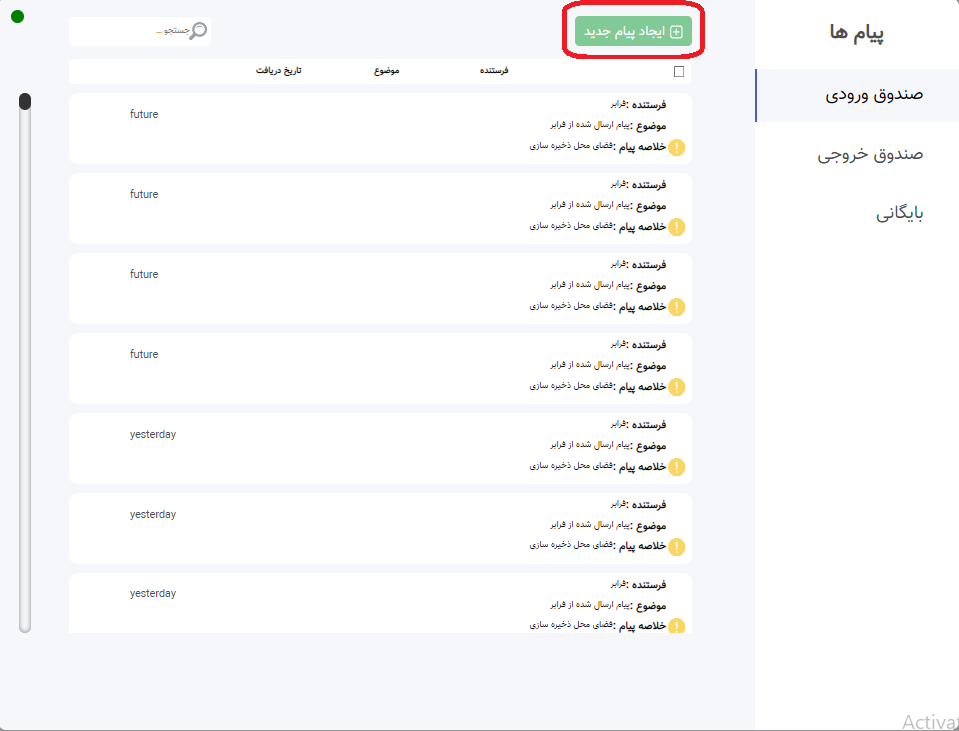 پیام ها
صندوق ورودی
صندوق خروجی
بایگانی
ایجاد پیام جدید
جستجو ...
فرستنده موضوع تاریخ دریافت
فرستنده :فرابر
موضوع :پیام ارسال شده از فرابر
خلاصه پیام :فضای محل ذخیره سازی
future
فرستنده :فرابر
موضوع :پیام ارسال شده از فرابر
خلاصه پیام :فضای محل ذخیره سازی
future
فرستنده :فرابر
موضوع :پیام ارسال شده از فرابر
خلاصه پیام :فضای محل ذخیره سازی
future
فرستنده :فرابر
موضوع :پیام ارسال شده از فرابر
خلاصه پیام :فضای محل ذخیره سازی
future
فرستنده :فرابر
موضوع :پیام ارسال شده از فرابر
خلاصه پیام :فضای محل ذخیره سازی
yesterday
فرستنده :فرابر
موضوع :پیام ارسال شده از فرابر
خلاصه پیام :فضای محل ذخیره سازی
yesterday
فرستنده :فرابر
موضوع :پیام ارسال شده از فرابر
خلاصه پیام :فضای محل ذخیره سازی
yesterday
Activat